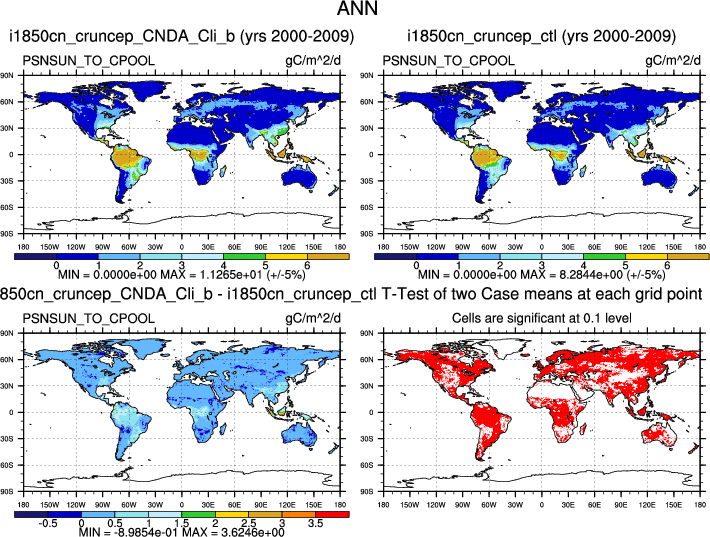 ANN
i1850cn_cruncep_CNDA_Cli_b (yrs 2000-2009)
PSNSUN_TO_CPOOL gC/m^2/d
90N
60N
30N
0
30S
60S
90S
180 150W 120W 90W 60W 30W 0 30E 60E 90E 120E 150E 180
0 1 2 3 4 5 6
MIN = 0.0000e+00 MAX = 1.1265e+01 (+/-5%)
i1850cn_cruncep_ctl (yrs 2000-2009)
PSNSUN_TO_CPOOL gC/m^2/d
90N
60N
30N
0
30S
60S
90S
180 150W 120W 90W 60W 30W 0 30E 60E 90E 120E 150E 180
0 1 2 3 4 5 6
MIN = 0.0000e+00 MAX = 8.2844e+00 (+/-5%)
850cn_cruncep_CNDA_Cli_b - i1850cn_cruncep_ctl
PSNSUN_TO_CPOOL gC/m^2/d
90N
60N
30N
0
30S
60S
90S
180 150W 120W 90W 60W 30W 0 30E 60E 90E 120E 150E 180
-0.5 0 0.5 1 1.5 2 2.5 3 3.5
MIN = -8.9854e-01 MAX = 3.6246e+00
T-Test of two Case means at each grid point
Cells are significant at 0.1 level
90N
60N
30N
0
30S
60S
90S
180 150W 120W 90W 60W 30W 0 30E 60E 90E 120E 150E 180